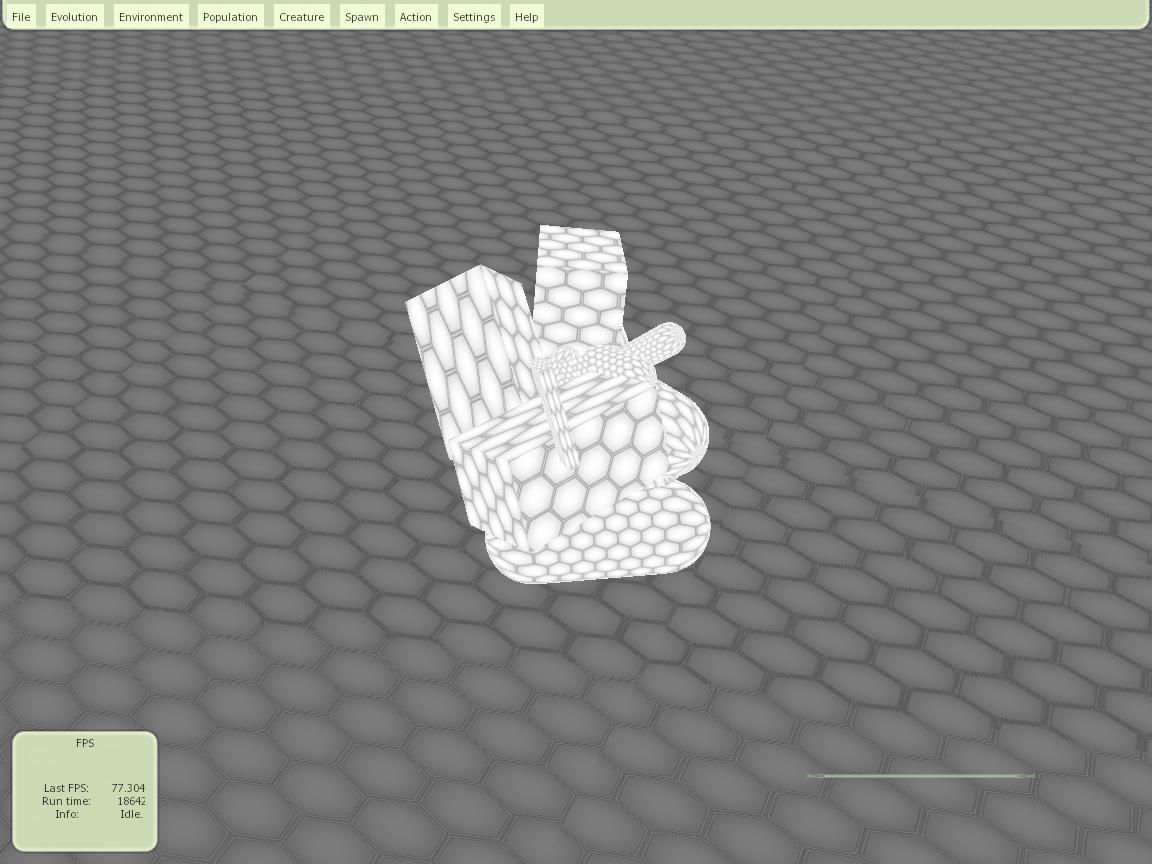 File Evolution Environment Population Creature Spawn Action Settings Help
FPS
Last FPS: 77.304
Run time: 18642
Info: Idle.